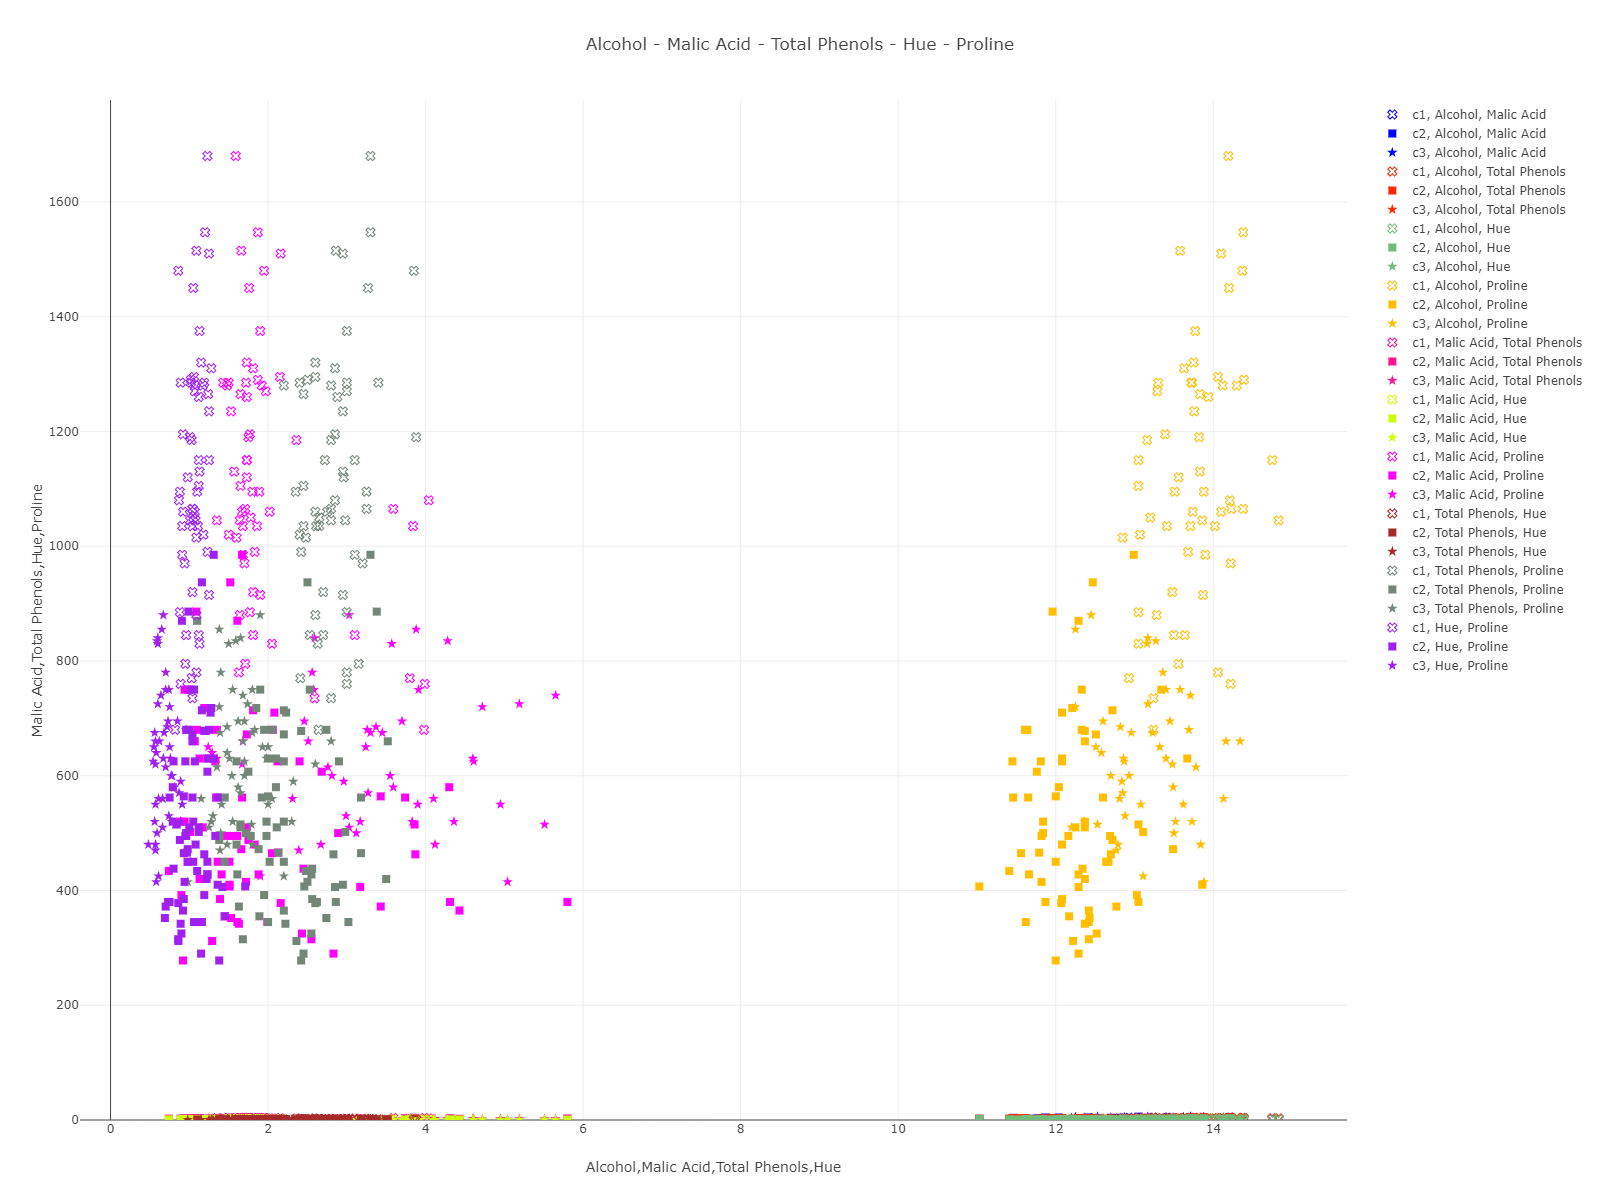 Alcohol - Malic Acid - Total Phenols - Hue - Proline
Malic Acid,Total Phenols,Hue,Proline
1600
1400
1200
1000
800
600
400
200
0
0 2 4 6 8 10 12 14
Alcohol,Malic Acid,Total Phenols,Hue
c1, Alcohol, Malic Acid
c2, Alcohol, Malic Acid
c3, Alcohol, Malic Acid
c1, Alcohol, Total Phenols
c2, Alcohol, Total Phenols
c3, Alcohol, Total Phenols
c1, Alcohol, Hue
c2, Alcohol, Hue
c3, Alcohol, Hue
c1, Alcohol, Proline
c2, Alcohol, Proline
c3, Alcohol, Proline
c1, Malic Acid, Total Phenols
c2, Malic Acid, Total Phenols
c3, Malic Acid, Total Phenols
c1, Malic Acid, Hue
c2, Malic Acid, Hue
c3, Malic Acid, Hue
c1, Malic Acid, Proline
c2, Malic Acid, Proline
c3, Malic Acid, Proline
c1, Total Phenols, Hue
c2, Total Phenols, Hue
c3, Total Phenols, Hue
c1, Total Phenols, Proline
c2, Total Phenols, Proline
c3, Total Phenols, Proline
c1, Hue, Proline
c2, Hue, Proline
c3, Hue, Proline